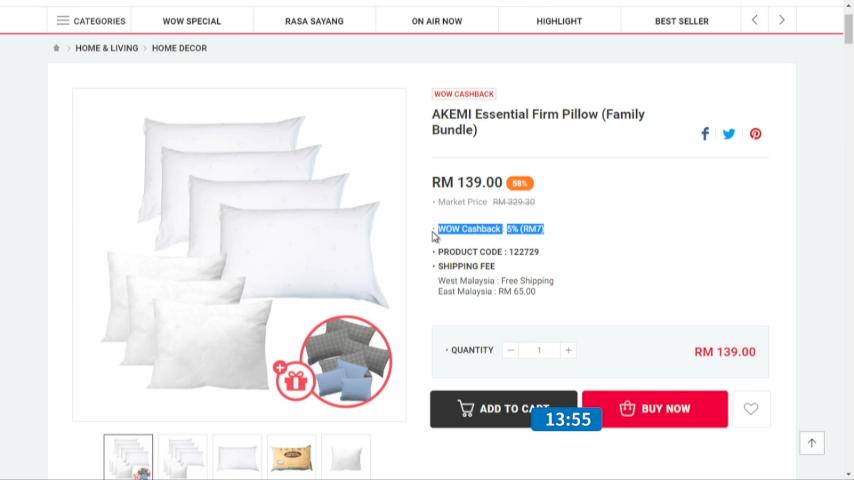 CATEGORIES WOW SPECIAL RASA SAYANG ON AIR NOW HIGHLIGHT BEST SELLER
HOME & LIVING > HOME DECOR
WOW CASHBACK
AKEMI Essential Firm Pillow (Family
Bundle)
RM 139.00 58%
Market Price RM 329.30
WOW Cashback 5% (RM7)
PRODUCT CODE : 122729
SHIPPING FEE
West Malaysia : Free Shipping
East Malaysia : RM 65.00
QUANTITY 1 RM 139.00
ADD TO CART BUY NOW
13:55